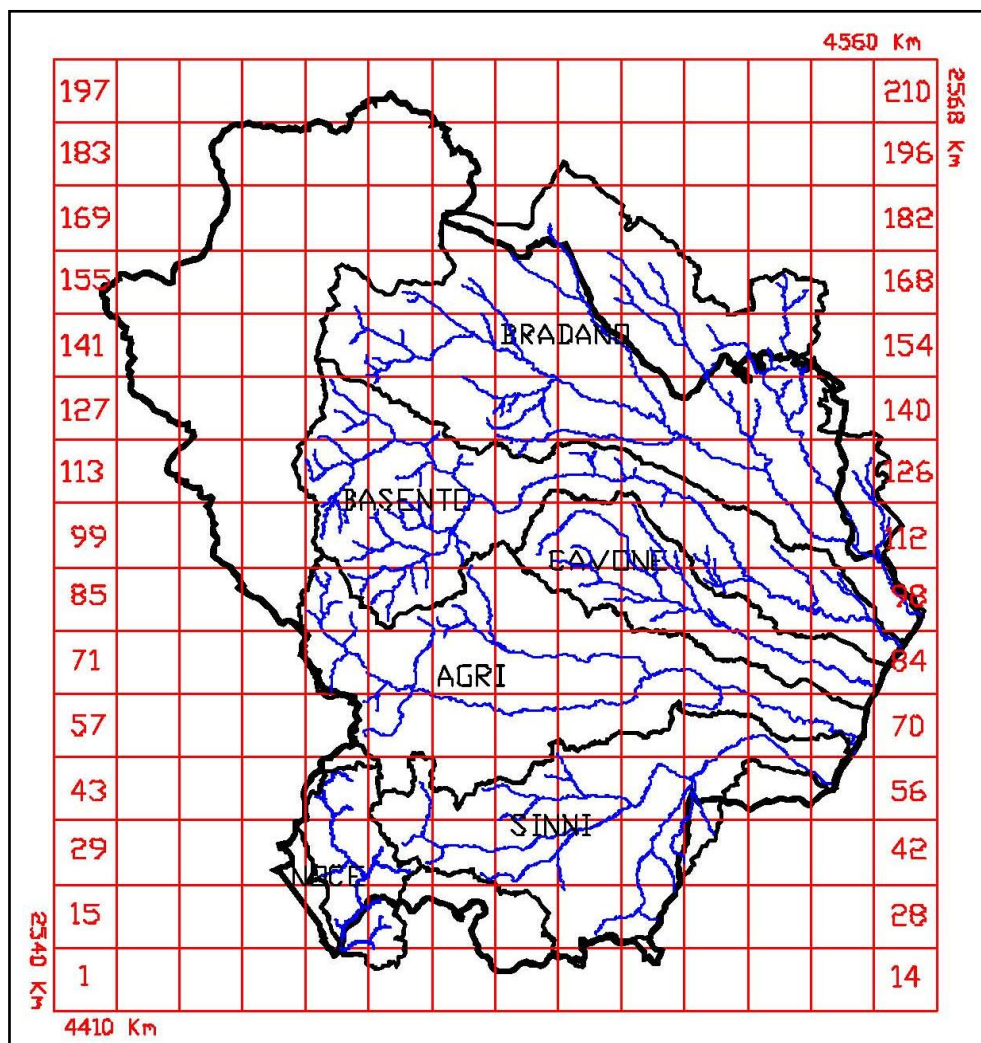 4560 Km
2568 Km
197 210
183 196
169 182
155 168
BRADANO
141 154
127 140
113 126
BASENTO
99 112
CAVONE
85 98
71 84
AGRI
57 70
43 56
SINNI
29 42
NOCE
15 28
2540 Km
1 14
4410 Km